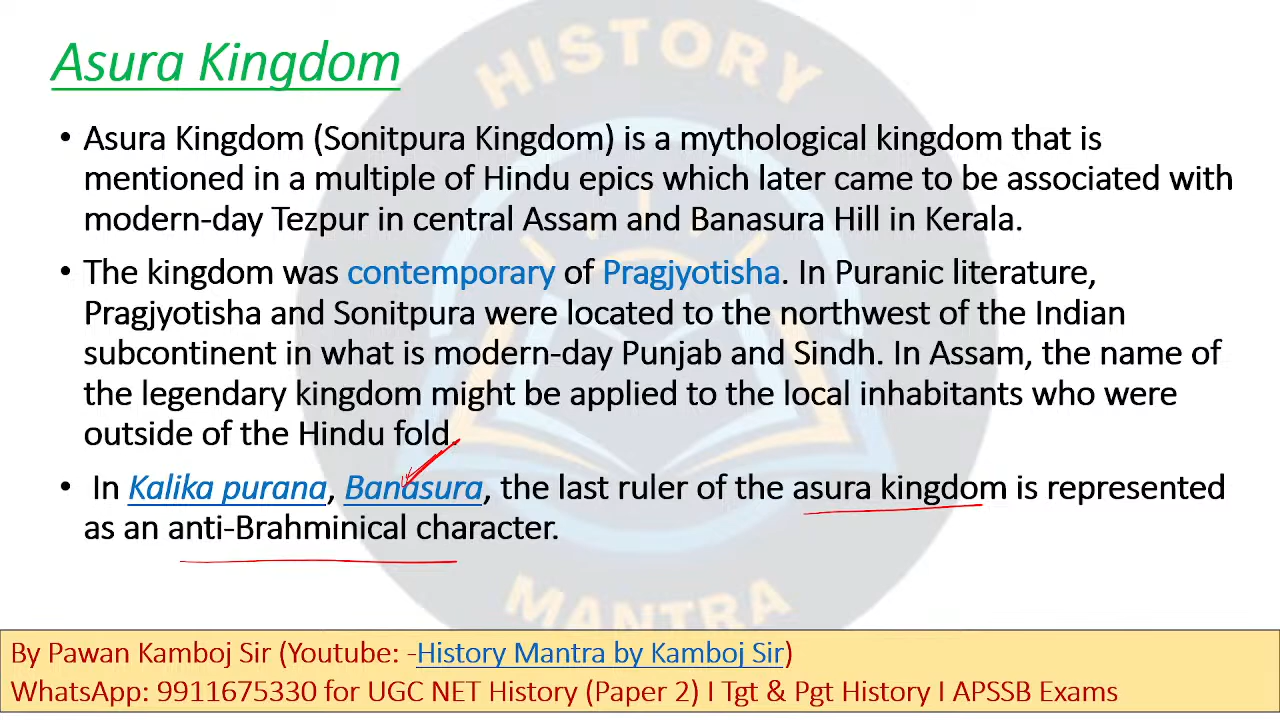 Asura Kingdom
• Asura Kingdom (Sonitpura Kingdom) is a mythological kingdom that is
mentioned in a multiple of Hindu epics which later came to be associated with
modern-day Tezpur in central Assam and Banasura Hill in Kerala.
• The kingdom was contemporary of Pragjyotisha. In Puranic literature,
Pragjyotisha and Sonitpura were located to the northwest of the Indian
subcontinent in what is modern-day Punjab and Sindh. In Assam, the name of
the legendary kingdom might be applied to the local inhabitants who were
outside of the Hindu fold.
• In Kalika purana, Banasura, the last ruler of the asura kingdom is represented
as an anti-Brahminical character.
HISTORY
MANTRA
By Pawan Kamboj Sir (Youtube: -History Mantra by Kamboj Sir)
WhatsApp: 9911675330 for UGC NET History (Paper 2) I Tgt & Pgt History I APSSB Exams